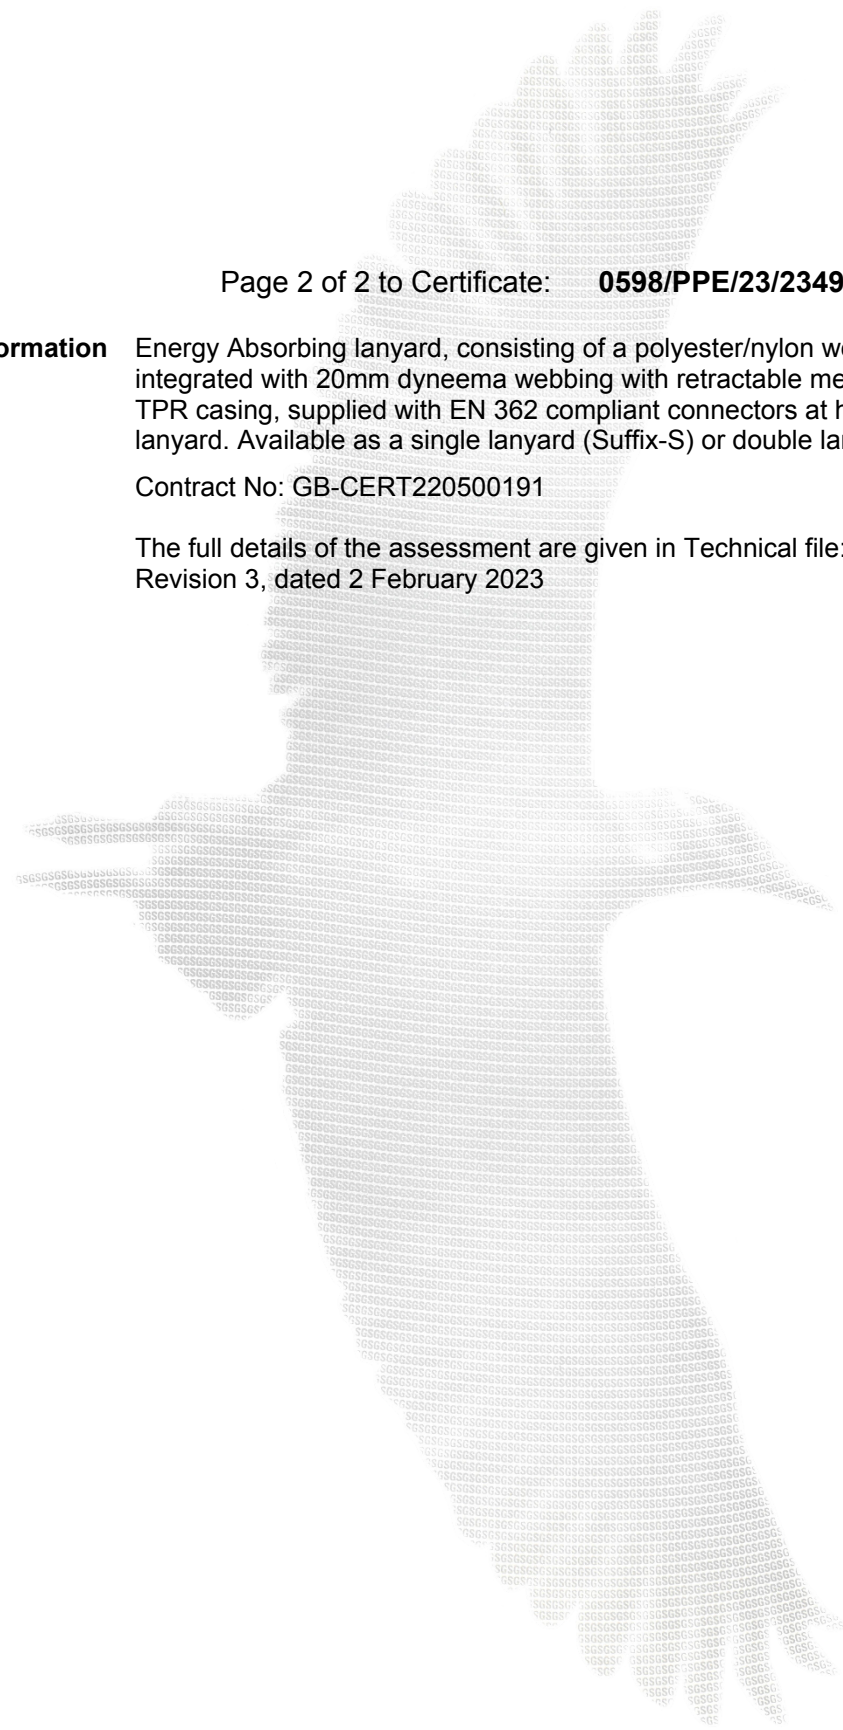 Page 2 of 2 to Certificate: 0598/PPE/23/2349
ormation Energy Absorbing lanyard, consisting of a polyester/nylon we
integrated with 20mm dyneema webbing with retractable me
TPR casing, supplied with EN 362 compliant connectors at h
lanyard. Available as a single lanyard (Suffix-S) or double lan
Contract No: GB-CERT220500191
The full details of the assessment are given in Technical file:
Revision 3, dated 2 February 2023